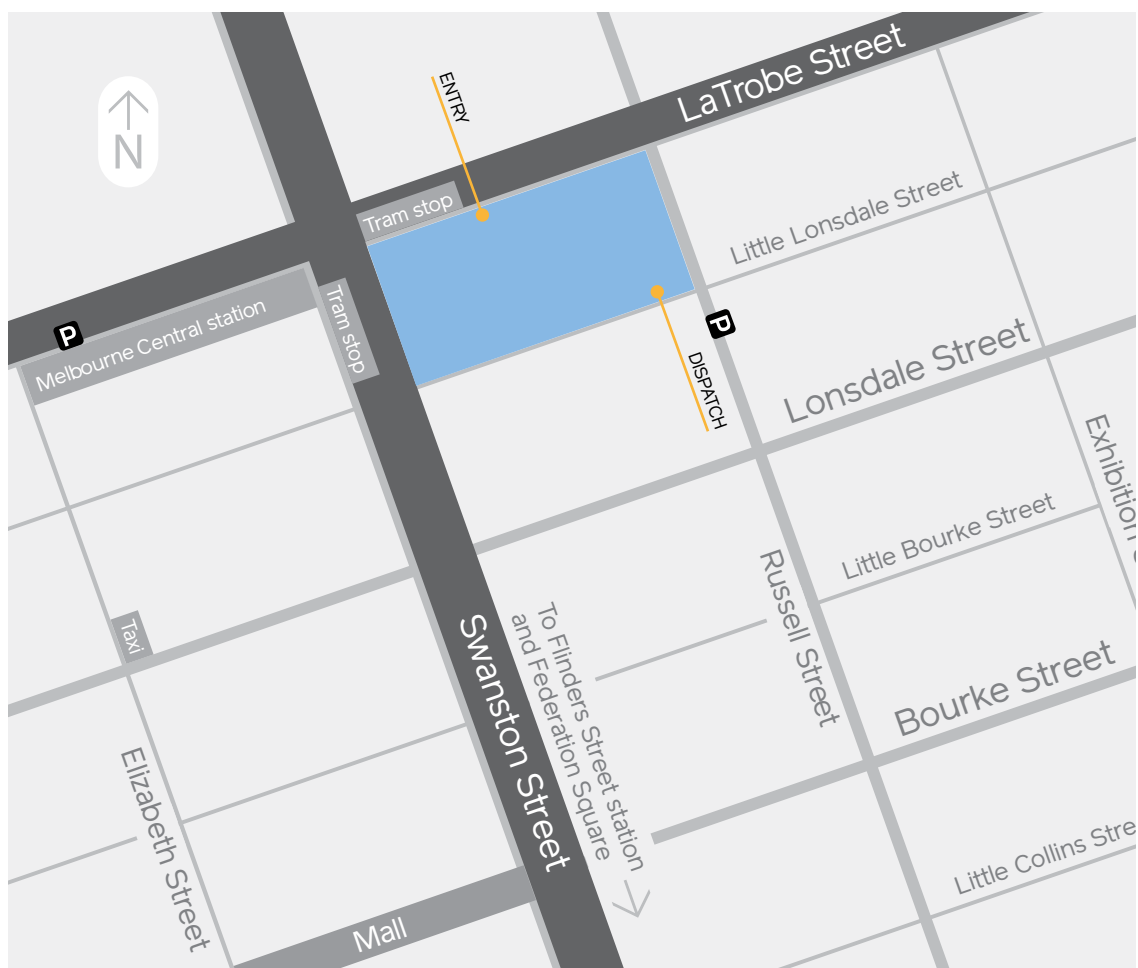 N
ENTRY
LaTrobe Street
Tram stop
Little Lonsdale Street
P
Melbourne Central station
Tram stop
P
DISPATCH
Lonsdale Street
Exhibition
Little Bourke Street
Taxi
Russell Street
To Flinders Street station
and Federation Square
Swanston Street
Bourke Street
Elizabeth Street
Little Collins Stre
Mall